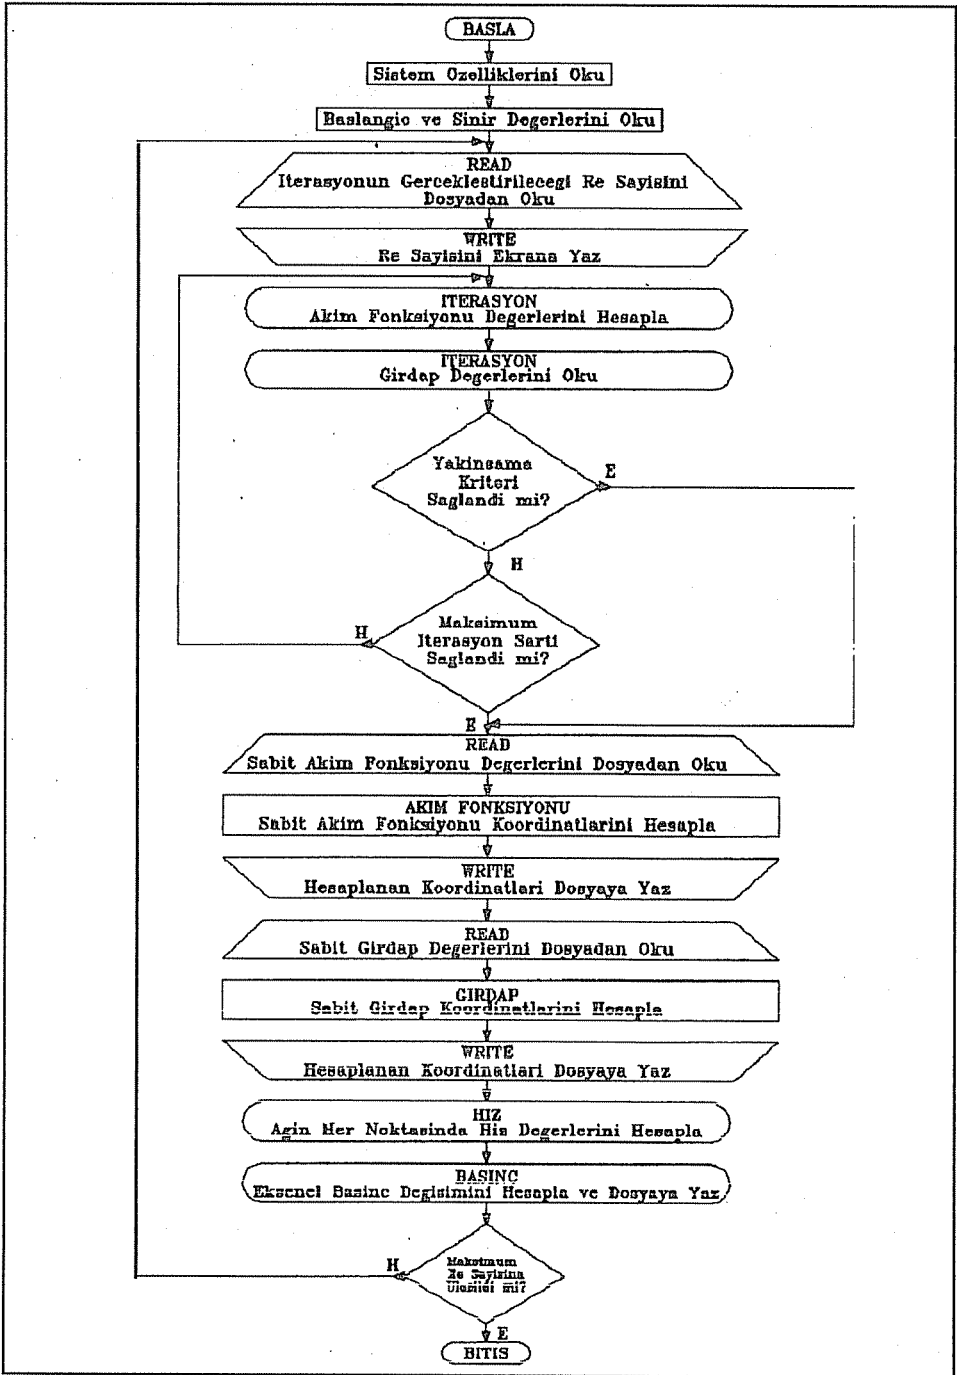 BASLA
Sistem Ozelliklerini Oku
Baslangic ve Sinir Degerlerini Oku
READ
Iterasyonun Gerceklestirilecegi Re Sayisini
Dosyadan Oku
WRITE
Re Sayisini Ekrana Yaz
ITERASYON
Akim Fonksiyonu Degerlerini Hesapla
ITERASYON
Girdap Degerlerini Oku
Yakinsama
Kriteri
Saglandi mi?
E
H
Maksimum
Iterasyon Sarti
Saglandi mi?
H
E
READ
Sabit Akim Fonksiyonu Degerlerini Dosyadan Oku
AKIM FONKSIYONU
Sabit Akim Fonksiyonu Koordinatlarini Hesapla
WRITE
Hesaplanan Koordinatlari Dosyaya Yaz
READ
Sabit Girdap Degerlerini Dosyadan Oku
GIRDAP
Sabit Girdap Koordinatlarini Hesapla
WRITE
Hesaplanan Koordinatlari Dosyaya Yaz
HIZ
Agin Her Noktasinda His Degerlerini Hesapla
BASINC
Eksenel Basinc Degisimini Hesapla ve Dosyaya Yaz
Maksimum
Re Sayisina
Ulasildi mi?
H
E
BITIS